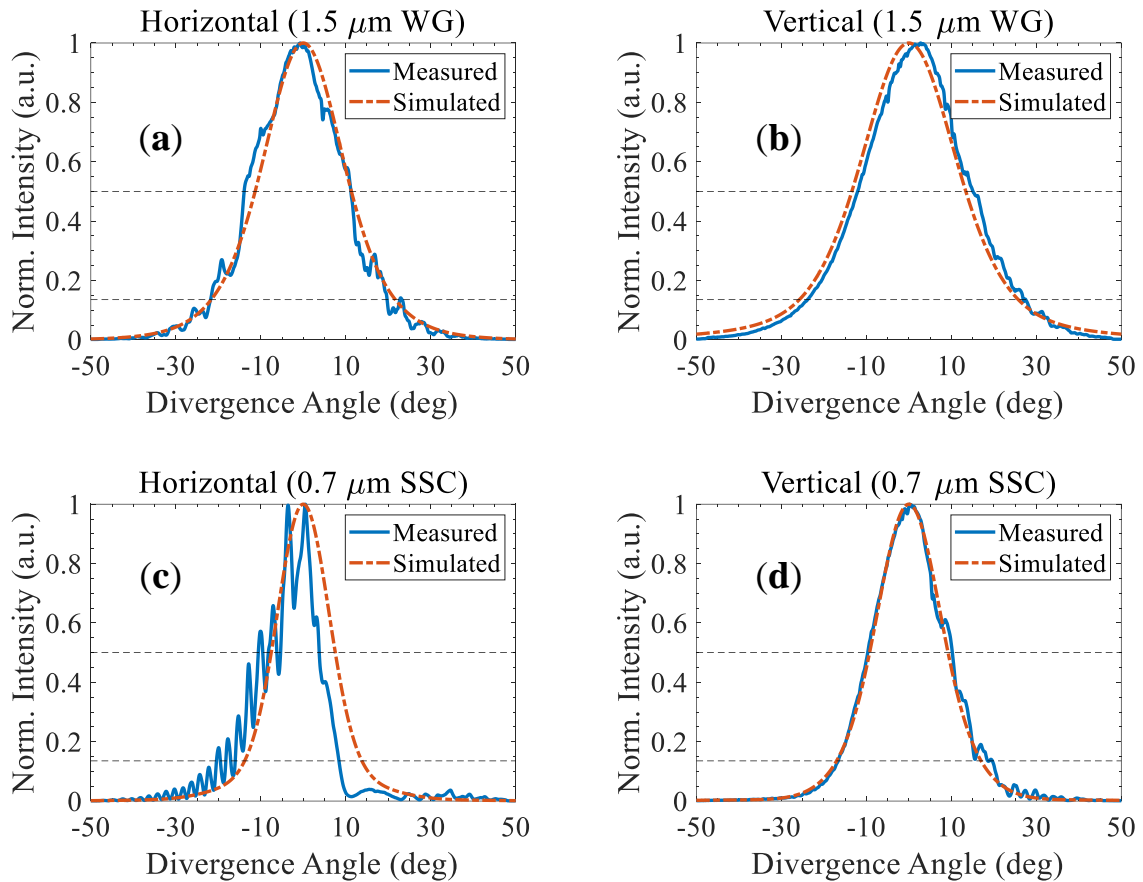 Horizontal (1.5 μm WG)
Norm. Intensity (a.u.)
1
0.8
0.6
0.4
0.2
0
(a)
Measured
Simulated
-50 -30 -10 10 30 50
Divergence Angle (deg)
Vertical (1.5 μm WG)
Norm. Intensity (a.u.)
1
0.8
0.6
0.4
0.2
0
(b)
Measured
Simulated
-50 -30 -10 10 30 50
Divergence Angle (deg)
Horizontal (0.7 μm SSC)
Norm. Intensity (a.u.)
1
0.8
0.6
0.4
0.2
0
(c)
Measured
Simulated
-50 -30 -10 10 30 50
Divergence Angle (deg)
Vertical (0.7 μm SSC)
Norm. Intensity (a.u.)
1
0.8
0.6
0.4
0.2
0
(d)
Measured
Simulated
-50 -30 -10 10 30 50
Divergence Angle (deg)